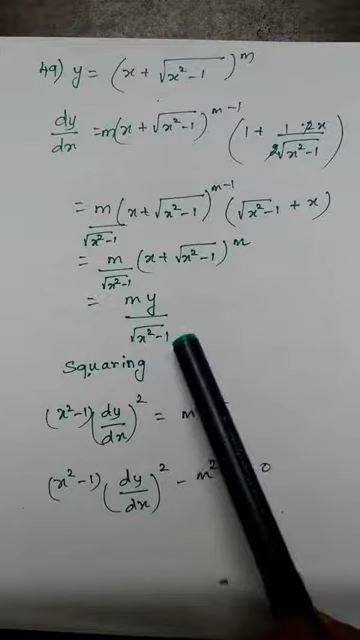 49) y = (x + √(x²-1))^m
dy/dx = m(x + √(x²-1))^(m-1) (1 + (1·2x)/(2√(x²-1)))
= m/√(x²-1) (x + √(x²-1))^(m-1) (√(x²-1) + x)
= m/√(x²-1) (x + √(x²-1))^m
= my/√(x²-1)
Squaring
(x²-1)(dy/dx)² = m
(x²-1)(dy/dx)² - m² 0